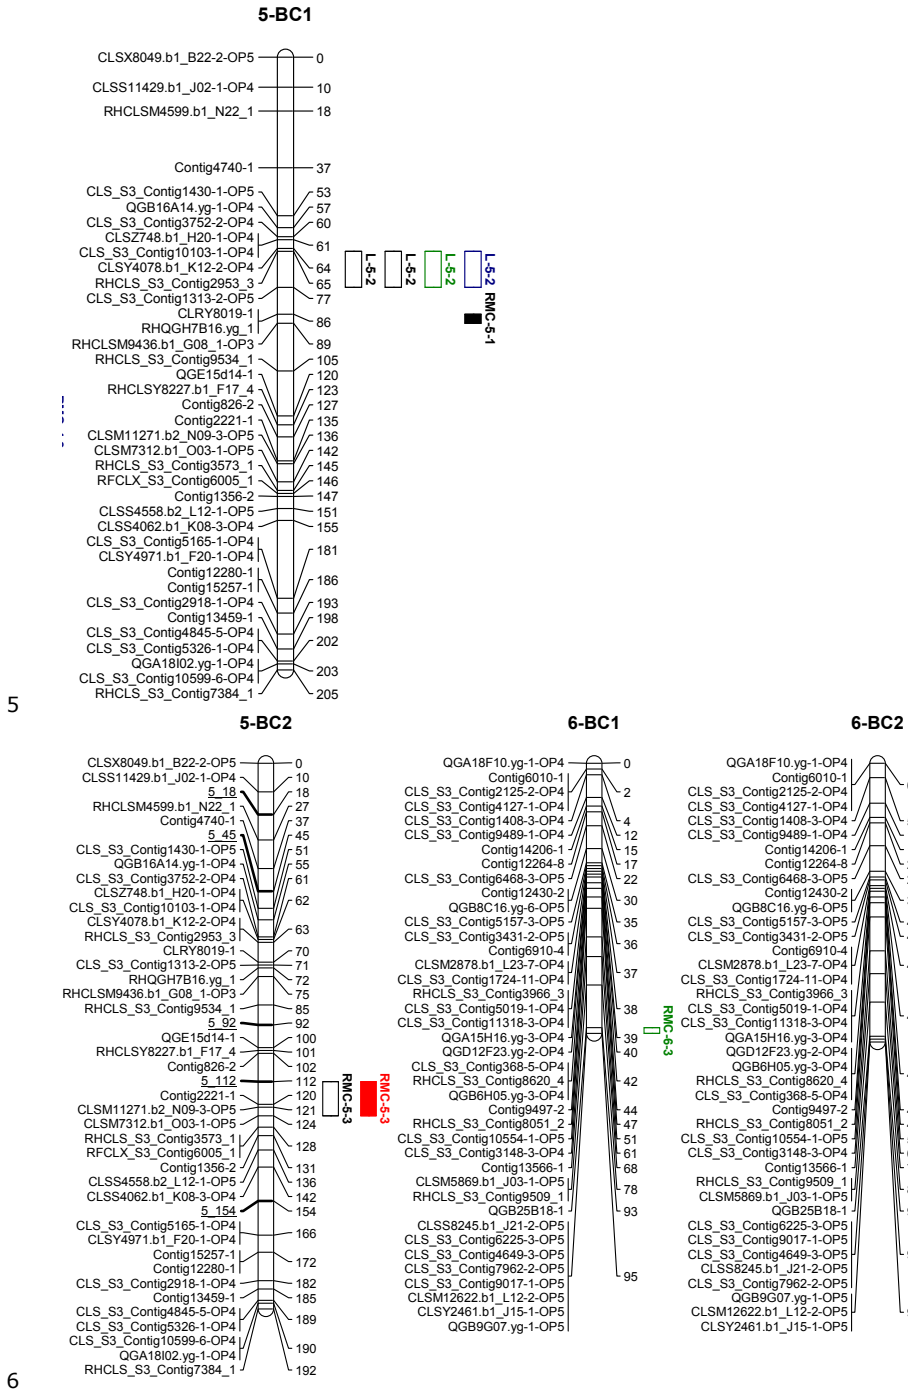 5-BC1
CLSX8049.b1_B22-2-OP5 0
CLSS11429.b1_J02-1-OP4 10
RHCLSM4599.b1_N22_1 18
Contig4740-1 37
CLS_S3_Contig1430-1-OP5 53
QGB16A14.yg-1-OP4 57
CLS_S3_Contig3752-2-OP4 60
CLSZ748.b1_H20-1-OP4 61
CLS_S3_Contig10103-1-OP4
CLSY4078.b1_K12-2-OP4 64
RHCLS_S3_Contig2953_3 65
CLS_S3_Contig1313-2-OP5 77
CLRY8019-1 86
RHQGH7B16.yg_1
RHCLSM9436.b1_G08_1-OP3 89
RHCLS_S3_Contig9534_1 105
QGE15d14-1 120
RHCLSY8227.b1_F17_4 123
Contig826-2 127
Contig2221-1 135
CLSM11271.b2_N09-3-OP5 136
CLSM7312.b1_O03-1-OP5 142
RHCLS_S3_Contig3573_1 145
RFCLX_S3_Contig6005_1 146
Contig1356-2 147
CLSS4558.b2_L12-1-OP5 151
CLSS4062.b1_K08-3-OP4 155
CLS_S3_Contig5165-1-OP4 181
CLSY4971.b1_F20-1-OP4
Contig12280-1 186
Contig15257-1
CLS_S3_Contig2918-1-OP4 193
Contig13459-1 198
CLS_S3_Contig4845-5-OP4 202
CLS_S3_Contig5326-1-OP4
QGA18I02.yg-1-OP4 203
CLS_S3_Contig10599-6-OP4
RHCLS_S3_Contig7384_1 205
L-5-2
L-5-2
L-5-2
L-5-2
RMC-5-1
5
5-BC2
CLSX8049.b1_B22-2-OP5 0
CLSS11429.b1_J02-1-OP4 10
5_18 18
RHCLSM4599.b1_N22_1 27
Contig4740-1 37
5_45 45
CLS_S3_Contig1430-1-OP5 51
QGB16A14.yg-1-OP4 55
CLS_S3_Contig3752-2-OP4 61
CLSZ748.b1_H20-1-OP4 62
CLS_S3_Contig10103-1-OP4
CLSY4078.b1_K12-2-OP4 63
RHCLS_S3_Contig2953_3
CLRY8019-1 70
CLS_S3_Contig1313-2-OP5 71
RHQGH7B16.yg_1 72
RHCLSM9436.b1_G08_1-OP3 75
RHCLS_S3_Contig9534_1 85
5_92 92
QGE15d14-1 100
RHCLSY8227.b1_F17_4 101
Contig826-2 102
5_112 112
Contig2221-1 120
CLSM11271.b2_N09-3-OP5 121
CLSM7312.b1_O03-1-OP5 124
RHCLS_S3_Contig3573_1 128
RFCLX_S3_Contig6005_1
Contig1356-2 131
CLSS4558.b2_L12-1-OP5 136
CLSS4062.b1_K08-3-OP4 142
5_154 154
CLS_S3_Contig5165-1-OP4 166
CLSY4971.b1_F20-1-OP4
Contig15257-1 172
Contig12280-1
CLS_S3_Contig2918-1-OP4 182
Contig13459-1 185
CLS_S3_Contig4845-5-OP4 189
CLS_S3_Contig5326-1-OP4
CLS_S3_Contig10599-6-OP4 190
QGA18I02.yg-1-OP4
RHCLS_S3_Contig7384_1 192
RMC-5-3
RMC-5-3
6-BC1
QGA18F10.yg-1-OP4 0
Contig6010-1
CLS_S3_Contig2125-2-OP4 2
CLS_S3_Contig4127-1-OP4
CLS_S3_Contig1408-3-OP4 4
CLS_S3_Contig9489-1-OP4 12
Contig14206-1 15
Contig12264-8 17
CLS_S3_Contig6468-3-OP5 22
Contig12430-2 30
QGB8C16.yg-6-OP5
CLS_S3_Contig5157-3-OP5 35
CLS_S3_Contig3431-2-OP5 36
Contig6910-4
CLSM2878.b1_L23-7-OP4 37
CLS_S3_Contig1724-11-OP4
RHCLS_S3_Contig3966_3
CLS_S3_Contig5019-1-OP4 38
CLS_S3_Contig11318-3-OP4
QGA15H16.yg-3-OP4 39
QGD12F23.yg-2-OP4 40
CLS_S3_Contig368-5-OP4
RHCLS_S3_Contig8620_4 42
QGB6H05.yg-3-OP4
Contig9497-2 44
RHCLS_S3_Contig8051_2 47
CLS_S3_Contig10554-1-OP5 51
CLS_S3_Contig3148-3-OP4 61
Contig13566-1 68
CLSM5869.b1_J03-1-OP5 78
RHCLS_S3_Contig9509_1
QGB25B18-1 93
CLSS8245.b1_J21-2-OP5
CLS_S3_Contig6225-3-OP5
CLS_S3_Contig4649-3-OP5
CLS_S3_Contig7962-2-OP5 95
CLS_S3_Contig9017-1-OP5
CLSM12622.b1_L12-2-OP5
CLSY2461.b1_J15-1-OP5
QGB9G07.yg-1-OP5
RMC-6-3
6-BC2
QGA18F10.yg-1-OP4
Contig6010-1
CLS_S3_Contig2125-2-OP4
CLS_S3_Contig4127-1-OP4
CLS_S3_Contig1408-3-OP4
CLS_S3_Contig9489-1-OP4
Contig14206-1
Contig12264-8
CLS_S3_Contig6468-3-OP5
Contig12430-2
QGB8C16.yg-6-OP5
CLS_S3_Contig5157-3-OP5
CLS_S3_Contig3431-2-OP5
Contig6910-4
CLSM2878.b1_L23-7-OP4
CLS_S3_Contig1724-11-OP4
RHCLS_S3_Contig3966_3
CLS_S3_Contig5019-1-OP4
CLS_S3_Contig11318-3-OP4
QGA15H16.yg-3-OP4
QGD12F23.yg-2-OP4
QGB6H05.yg-3-OP4
RHCLS_S3_Contig8620_4
CLS_S3_Contig368-5-OP4
Contig9497-2
RHCLS_S3_Contig8051_2
CLS_S3_Contig10554-1-OP5
CLS_S3_Contig3148-3-OP4
Contig13566-1
RHCLS_S3_Contig9509_1
CLSM5869.b1_J03-1-OP5
QGB25B18-1
CLS_S3_Contig6225-3-OP5
CLS_S3_Contig9017-1-OP5
CLS_S3_Contig4649-3-OP5
CLSS8245.b1_J21-2-OP5
CLS_S3_Contig7962-2-OP5
QGB9G07.yg-1-OP5
CLSM12622.b1_L12-2-OP5
CLSY2461.b1_J15-1-OP5
6